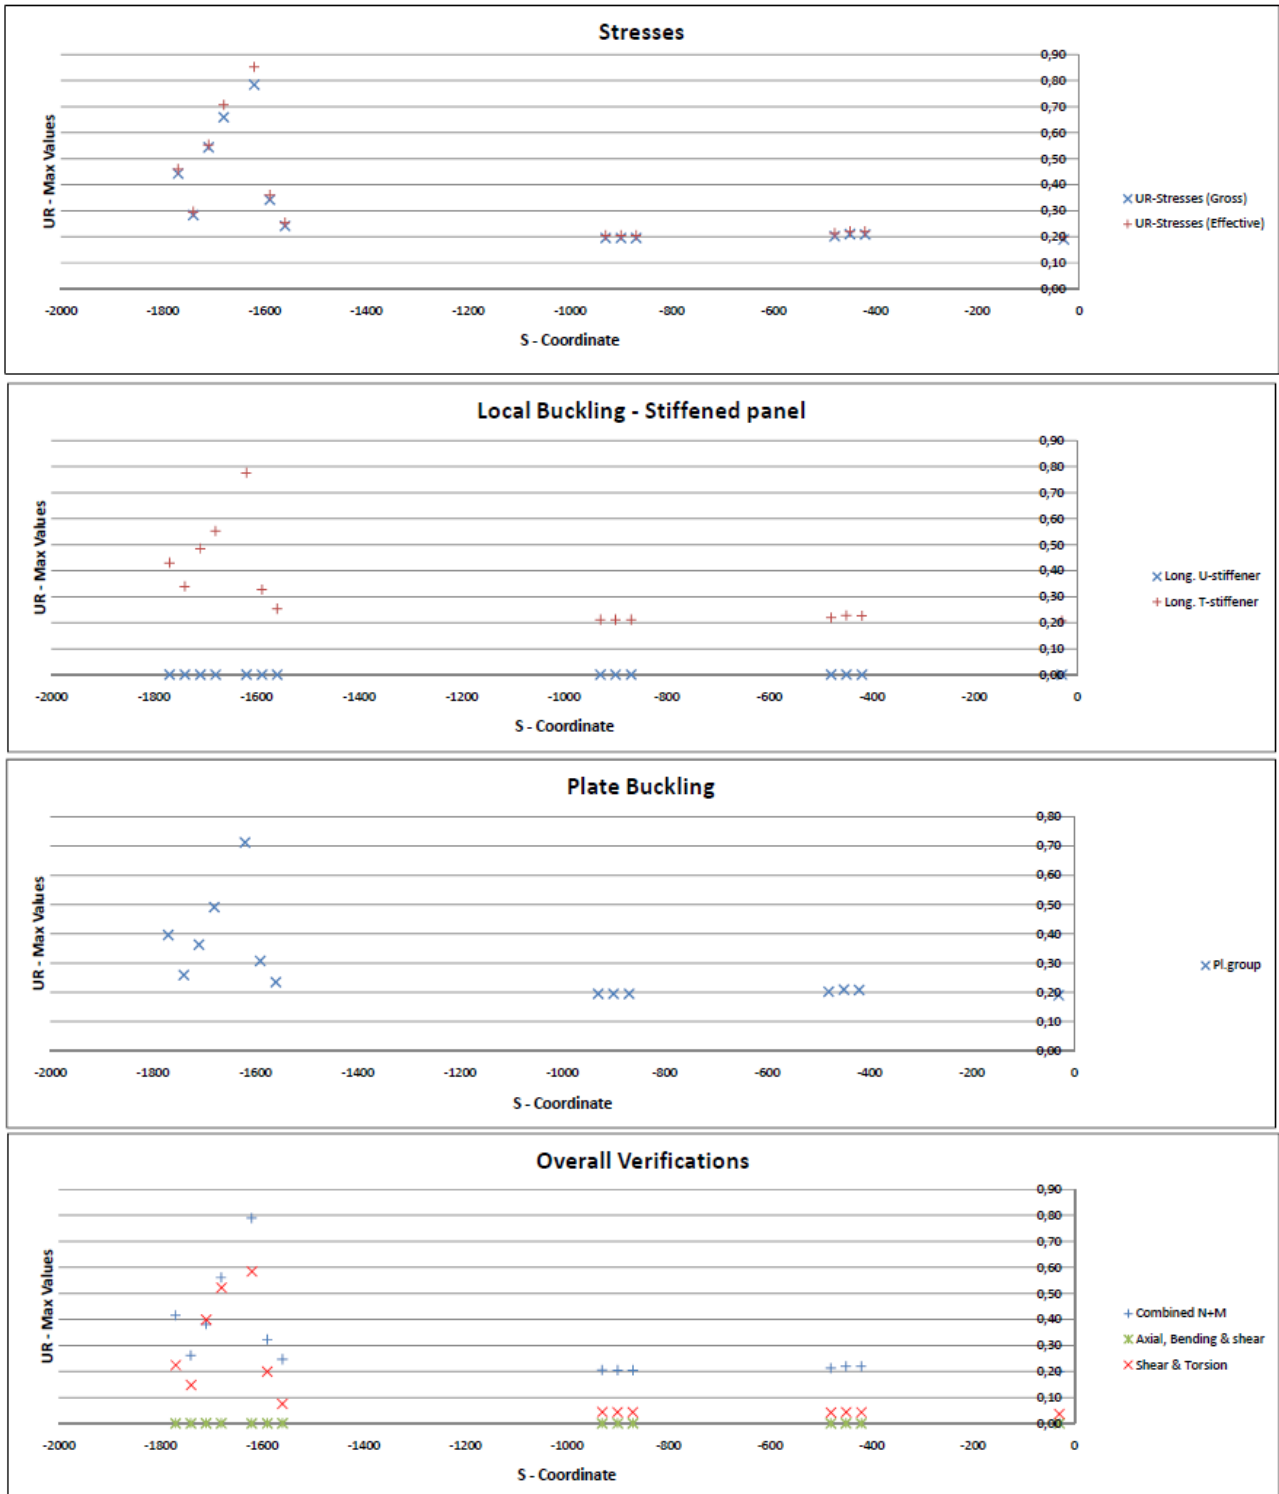 Stresses
UR - Max Values
0,90
0,80
0,70
0,60
0,50
0,40
0,30
0,20
0,10
0,00
-2000 -1800 -1600 -1400 -1200 -1000 -800 -600 -400 -200 0
S - Coordinate
UR-Stresses (Gross)
UR-Stresses (Effective)
Local Buckling - Stiffened panel
UR - Max Values
0,90
0,80
0,70
0,60
0,50
0,40
0,30
0,20
0,10
0,00
-2000 -1800 -1600 -1400 -1200 -1000 -800 -600 -400 -200 0
S - Coordinate
Long. U-stiffener
Long. T-stiffener
Plate Buckling
UR - Max Values
0,80
0,70
0,60
0,50
0,40
0,30
0,20
0,10
0,00
-2000 -1800 -1600 -1400 -1200 -1000 -800 -600 -400 -200 0
S - Coordinate
Pl.group
Overall Verifications
UR - Max Values
0,90
0,80
0,70
0,60
0,50
0,40
0,30
0,20
0,10
0,00
-2000 -1800 -1600 -1400 -1200 -1000 -800 -600 -400 -200 0
S - Coordinate
Combined N+M
Axial, Bending & shear
Shear & Torsion